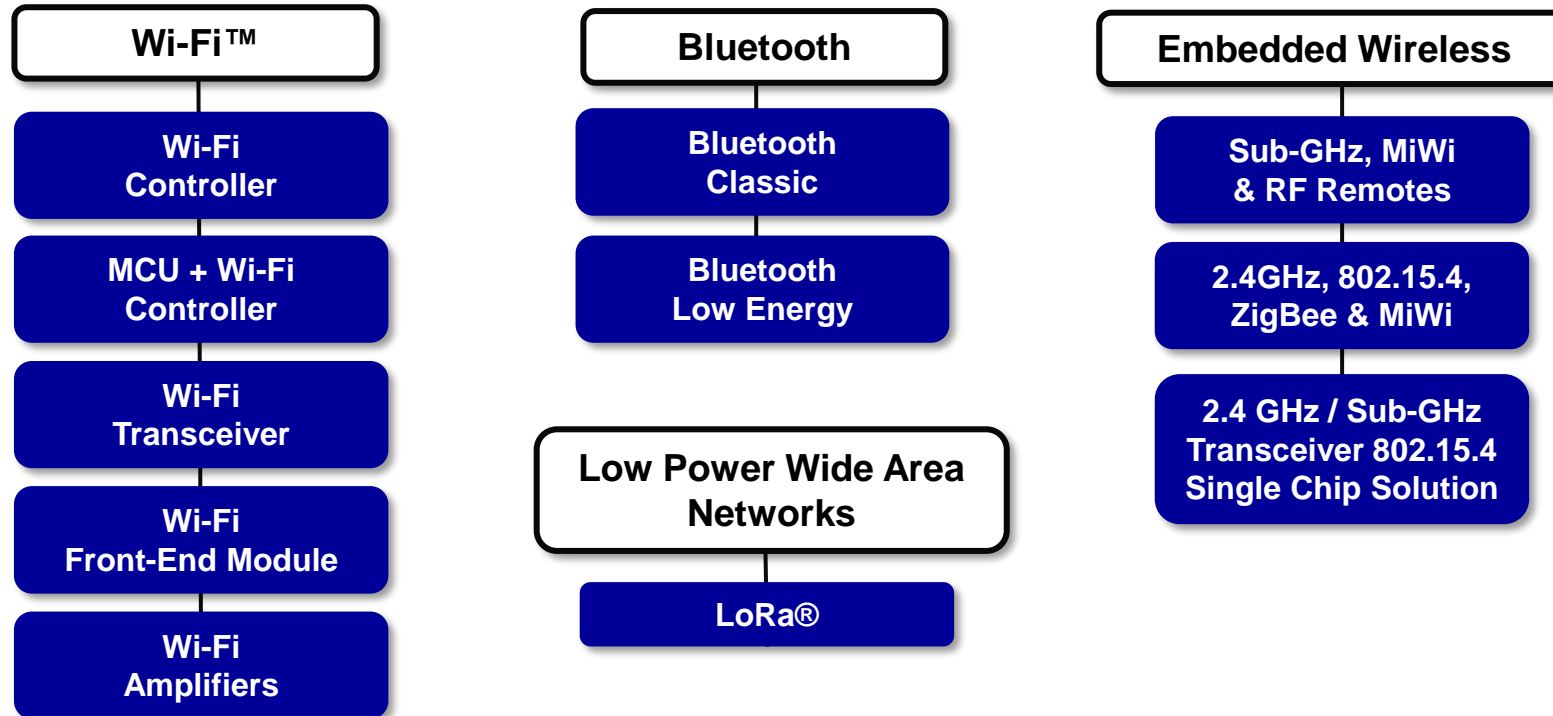 Wi-Fi™
Wi-Fi
Controller
MCU + Wi-Fi
Controller
Wi-Fi
Transceiver
Wi-Fi
Front-End Module
Wi-Fi
Amplifiers
Bluetooth
Bluetooth
Classic
Bluetooth
Low Energy
Low Power Wide Area
Networks
LoRa®
Embedded Wireless
Sub-GHz, MiWi
& RF Remotes
2.4GHz, 802.15.4,
ZigBee & MiWi
2.4 GHz / Sub-GHz
Transceiver 802.15.4
Single Chip Solution